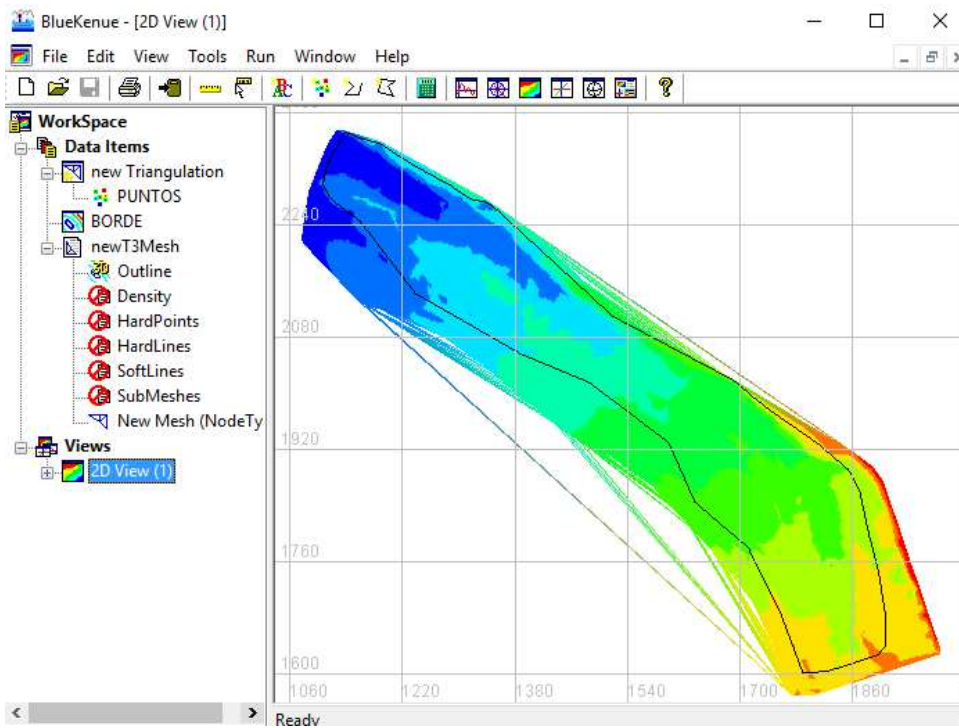 BlueKenue - [2D View (1)]
File Edit View Tools Run Window Help
WorkSpace
Data Items
new Triangulation
PUNTOS
BORDE
newT3Mesh
Outline
Density
HardPoints
HardLines
SoftLines
SubMeshes
New Mesh (NodeTy
Views
2D View (1)
2240
2080
1920
1760
1600
1060 1220 1380 1540 1700 1860
Ready